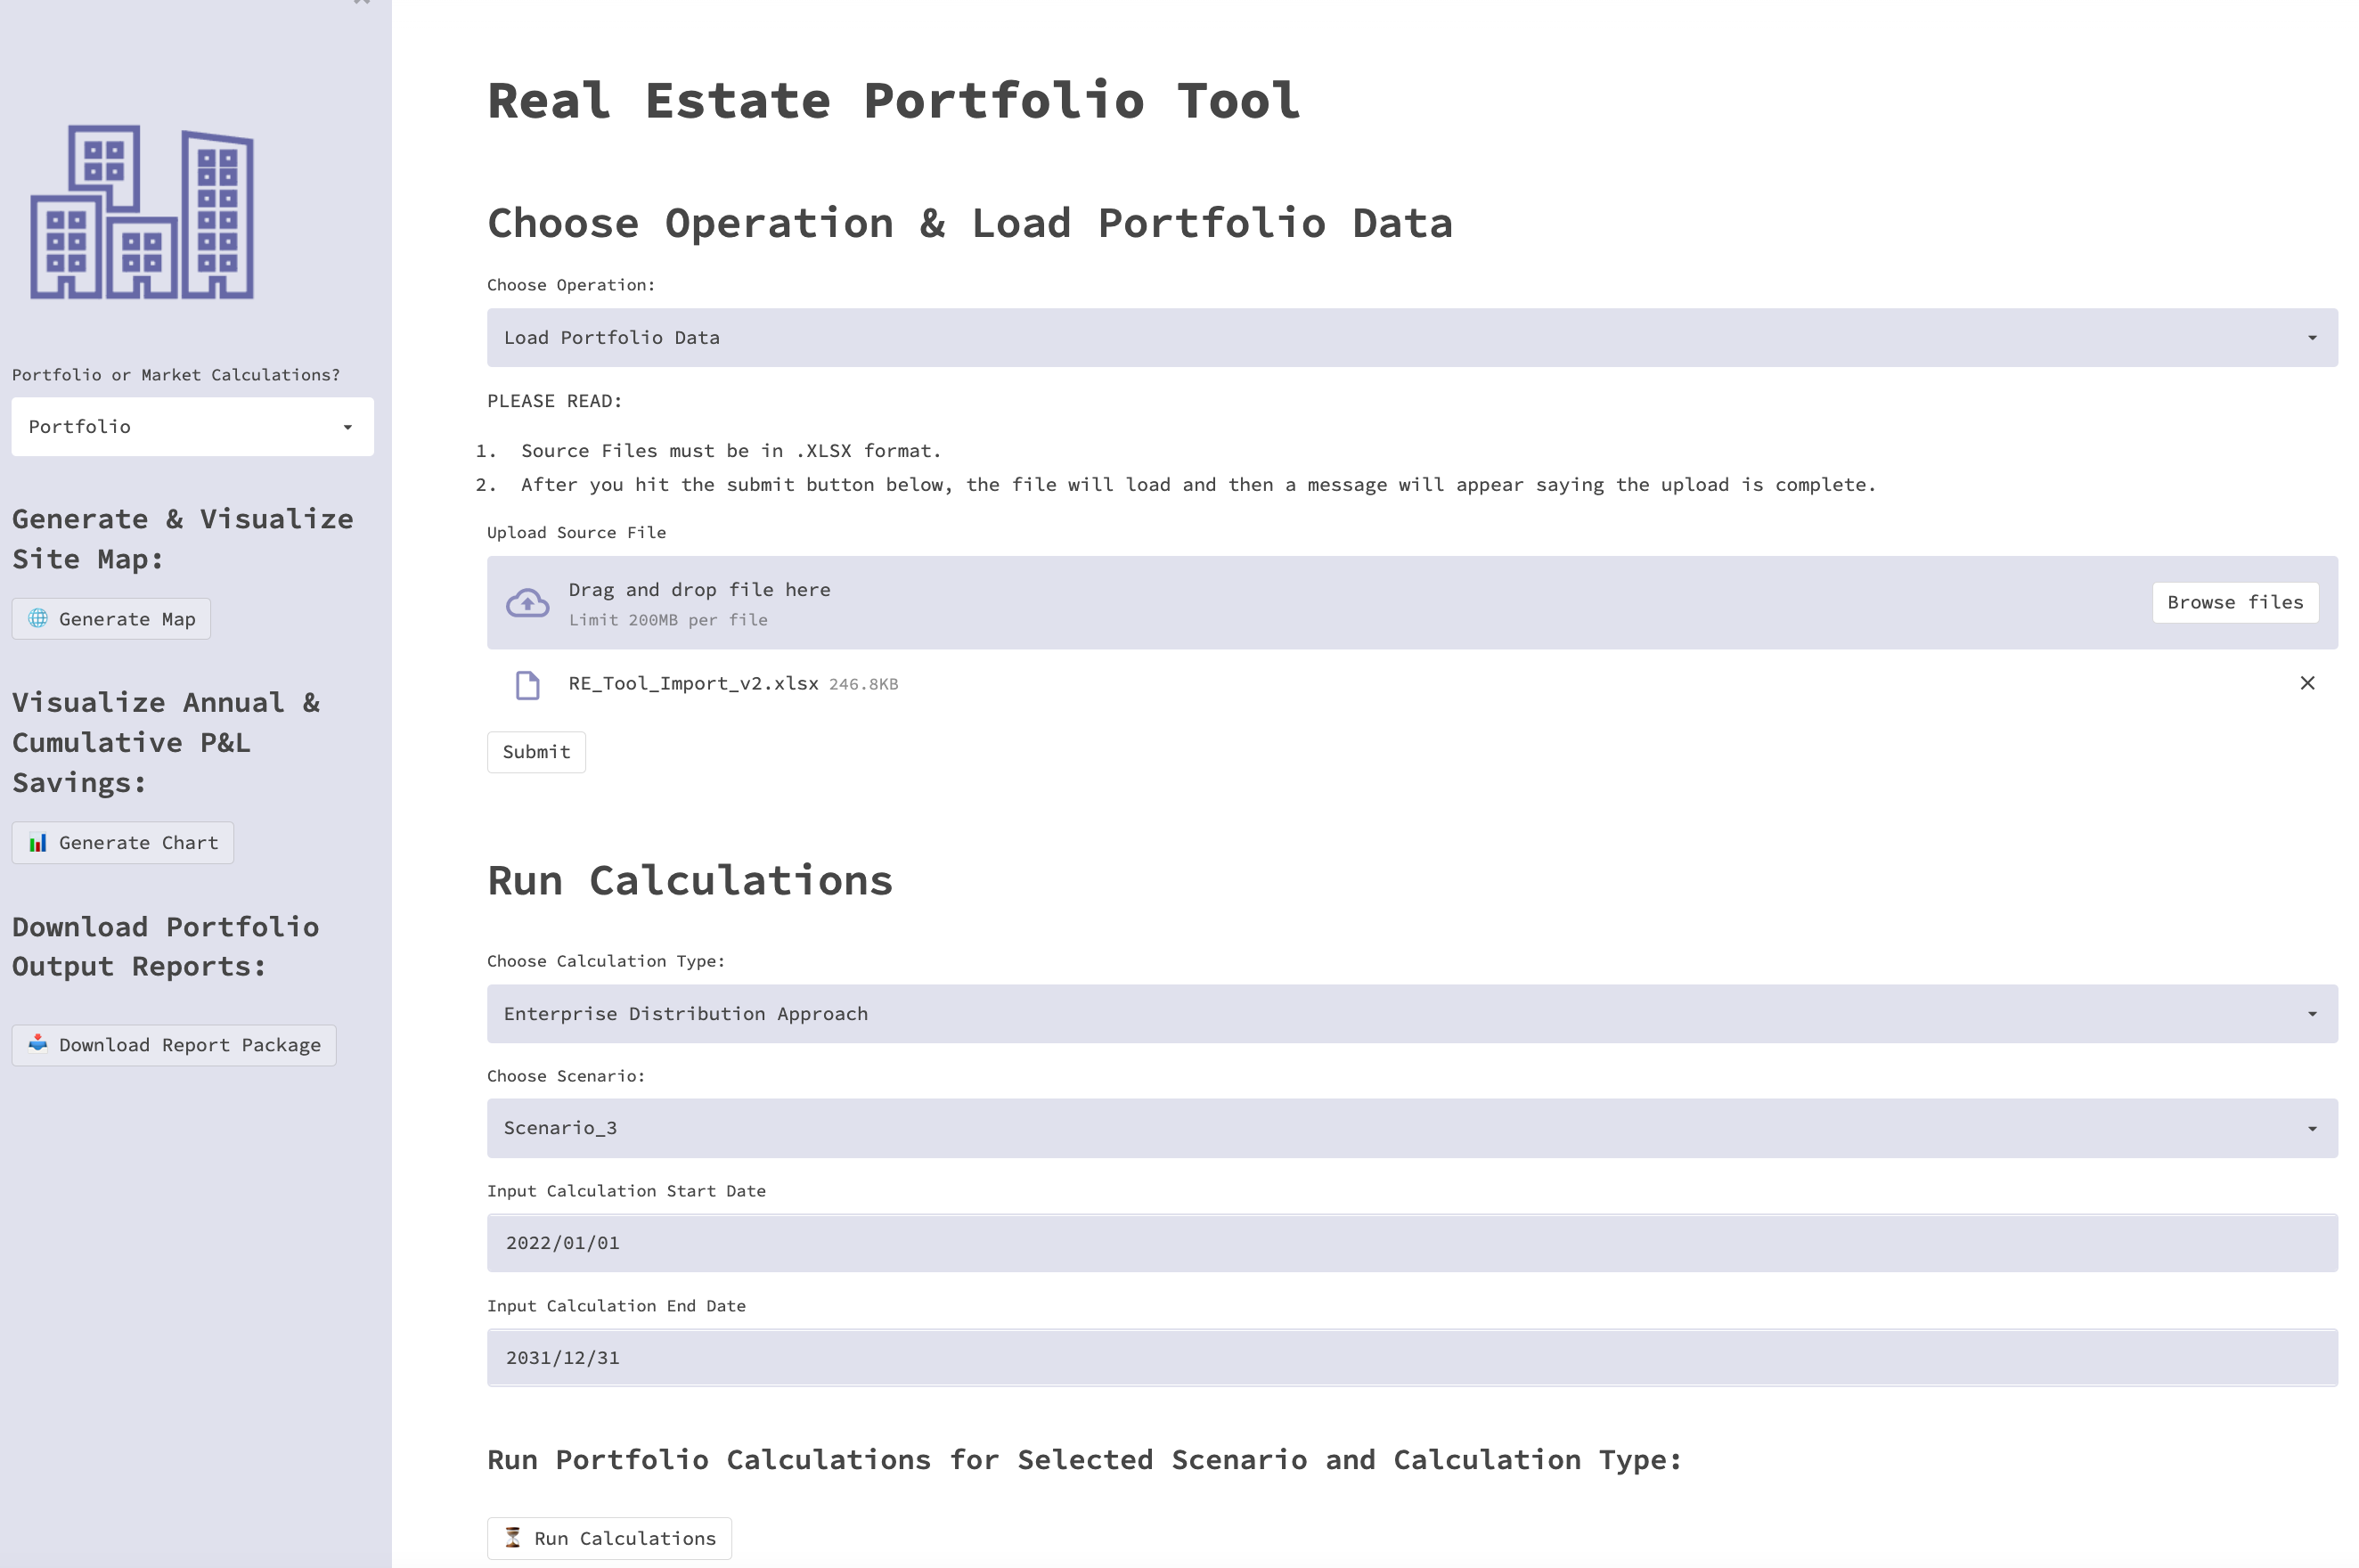 Portfolio or Market Calculations?
Portfolio
Generate & Visualize
Site Map:
Generate Map
Visualize Annual &
Cumulative P&L
Savings:
Generate Chart
Download Portfolio
Output Reports:
Download Report Package
Real Estate Portfolio Tool
Choose Operation & Load Portfolio Data
Choose Operation:
Load Portfolio Data
PLEASE READ:
1. Source Files must be in .XLSX format.
2. After you hit the submit button below, the file will load and then a message will appear saying the upload is complete.
Upload Source File
Drag and drop file here
Limit 200MB per file
Browse files
RE_Tool_Import_v2.xlsx 246.8KB
Submit
Run Calculations
Choose Calculation Type:
Enterprise Distribution Approach
Choose Scenario:
Scenario_3
Input Calculation Start Date
2022/01/01
Input Calculation End Date
2031/12/31
Run Portfolio Calculations for Selected Scenario and Calculation Type:
Run Calculations